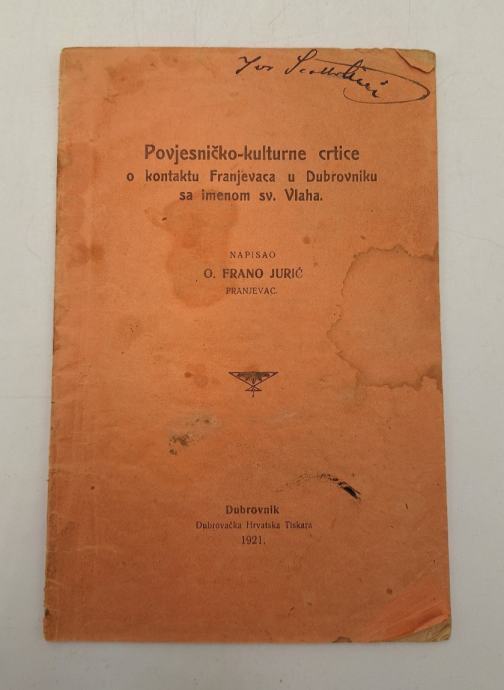 Povjesničko-kulturne crtice
o kontaktu Franjevaca u Dubrovniku
sa imenom sv. Vlaha.
NAPISAO
O. FRANO JURIĆ
FRANJEVAC.
Dubrovnik
Dubrovačka Hrvatska Tiskara
1921.